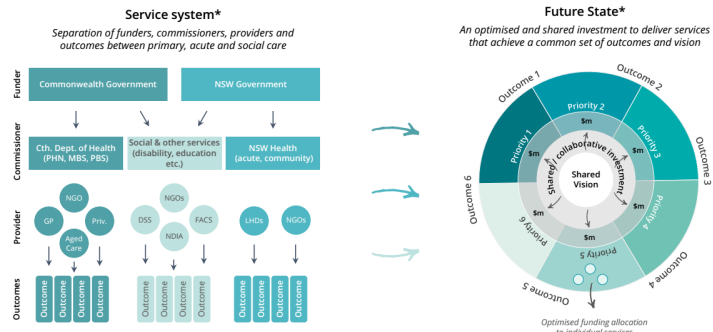 Service system*
Separation of funders, commissioners, providers and
outcomes between primary, acute and social care
Funder
Commonwealth Government
NSW Government
Commissioner
Cth. Dept. of Health
(PHN, MBS, PBS)
Social & other services
(disability, education
etc.)
NSW Health
(acute, community)
Provider
NGO
GP
Priv.
Aged
Care
NGOs
DSS
FACS
NDIA
LHDs
NGOs
Outcomes
Outcome
Outcome
Outcome
Outcome
Outcome
Outcome
Outcome
Outcome
Outcome
Outcome
Outcome
Outcome
Future State*
An optimised and shared investment to deliver services
that achieve a common set of outcomes and vision
Outcome 1
Outcome 2
Outcome 3
Outcome 4
Outcome 5
Outcome 6
Priority 1
Priority 2
Priority 3
Priority 4
Priority 5
Priority 6
$m
$m
$m
$m
$m
$m
Shared / collaborative investment
Shared
Vision
Optimised funding allocation
to individual services